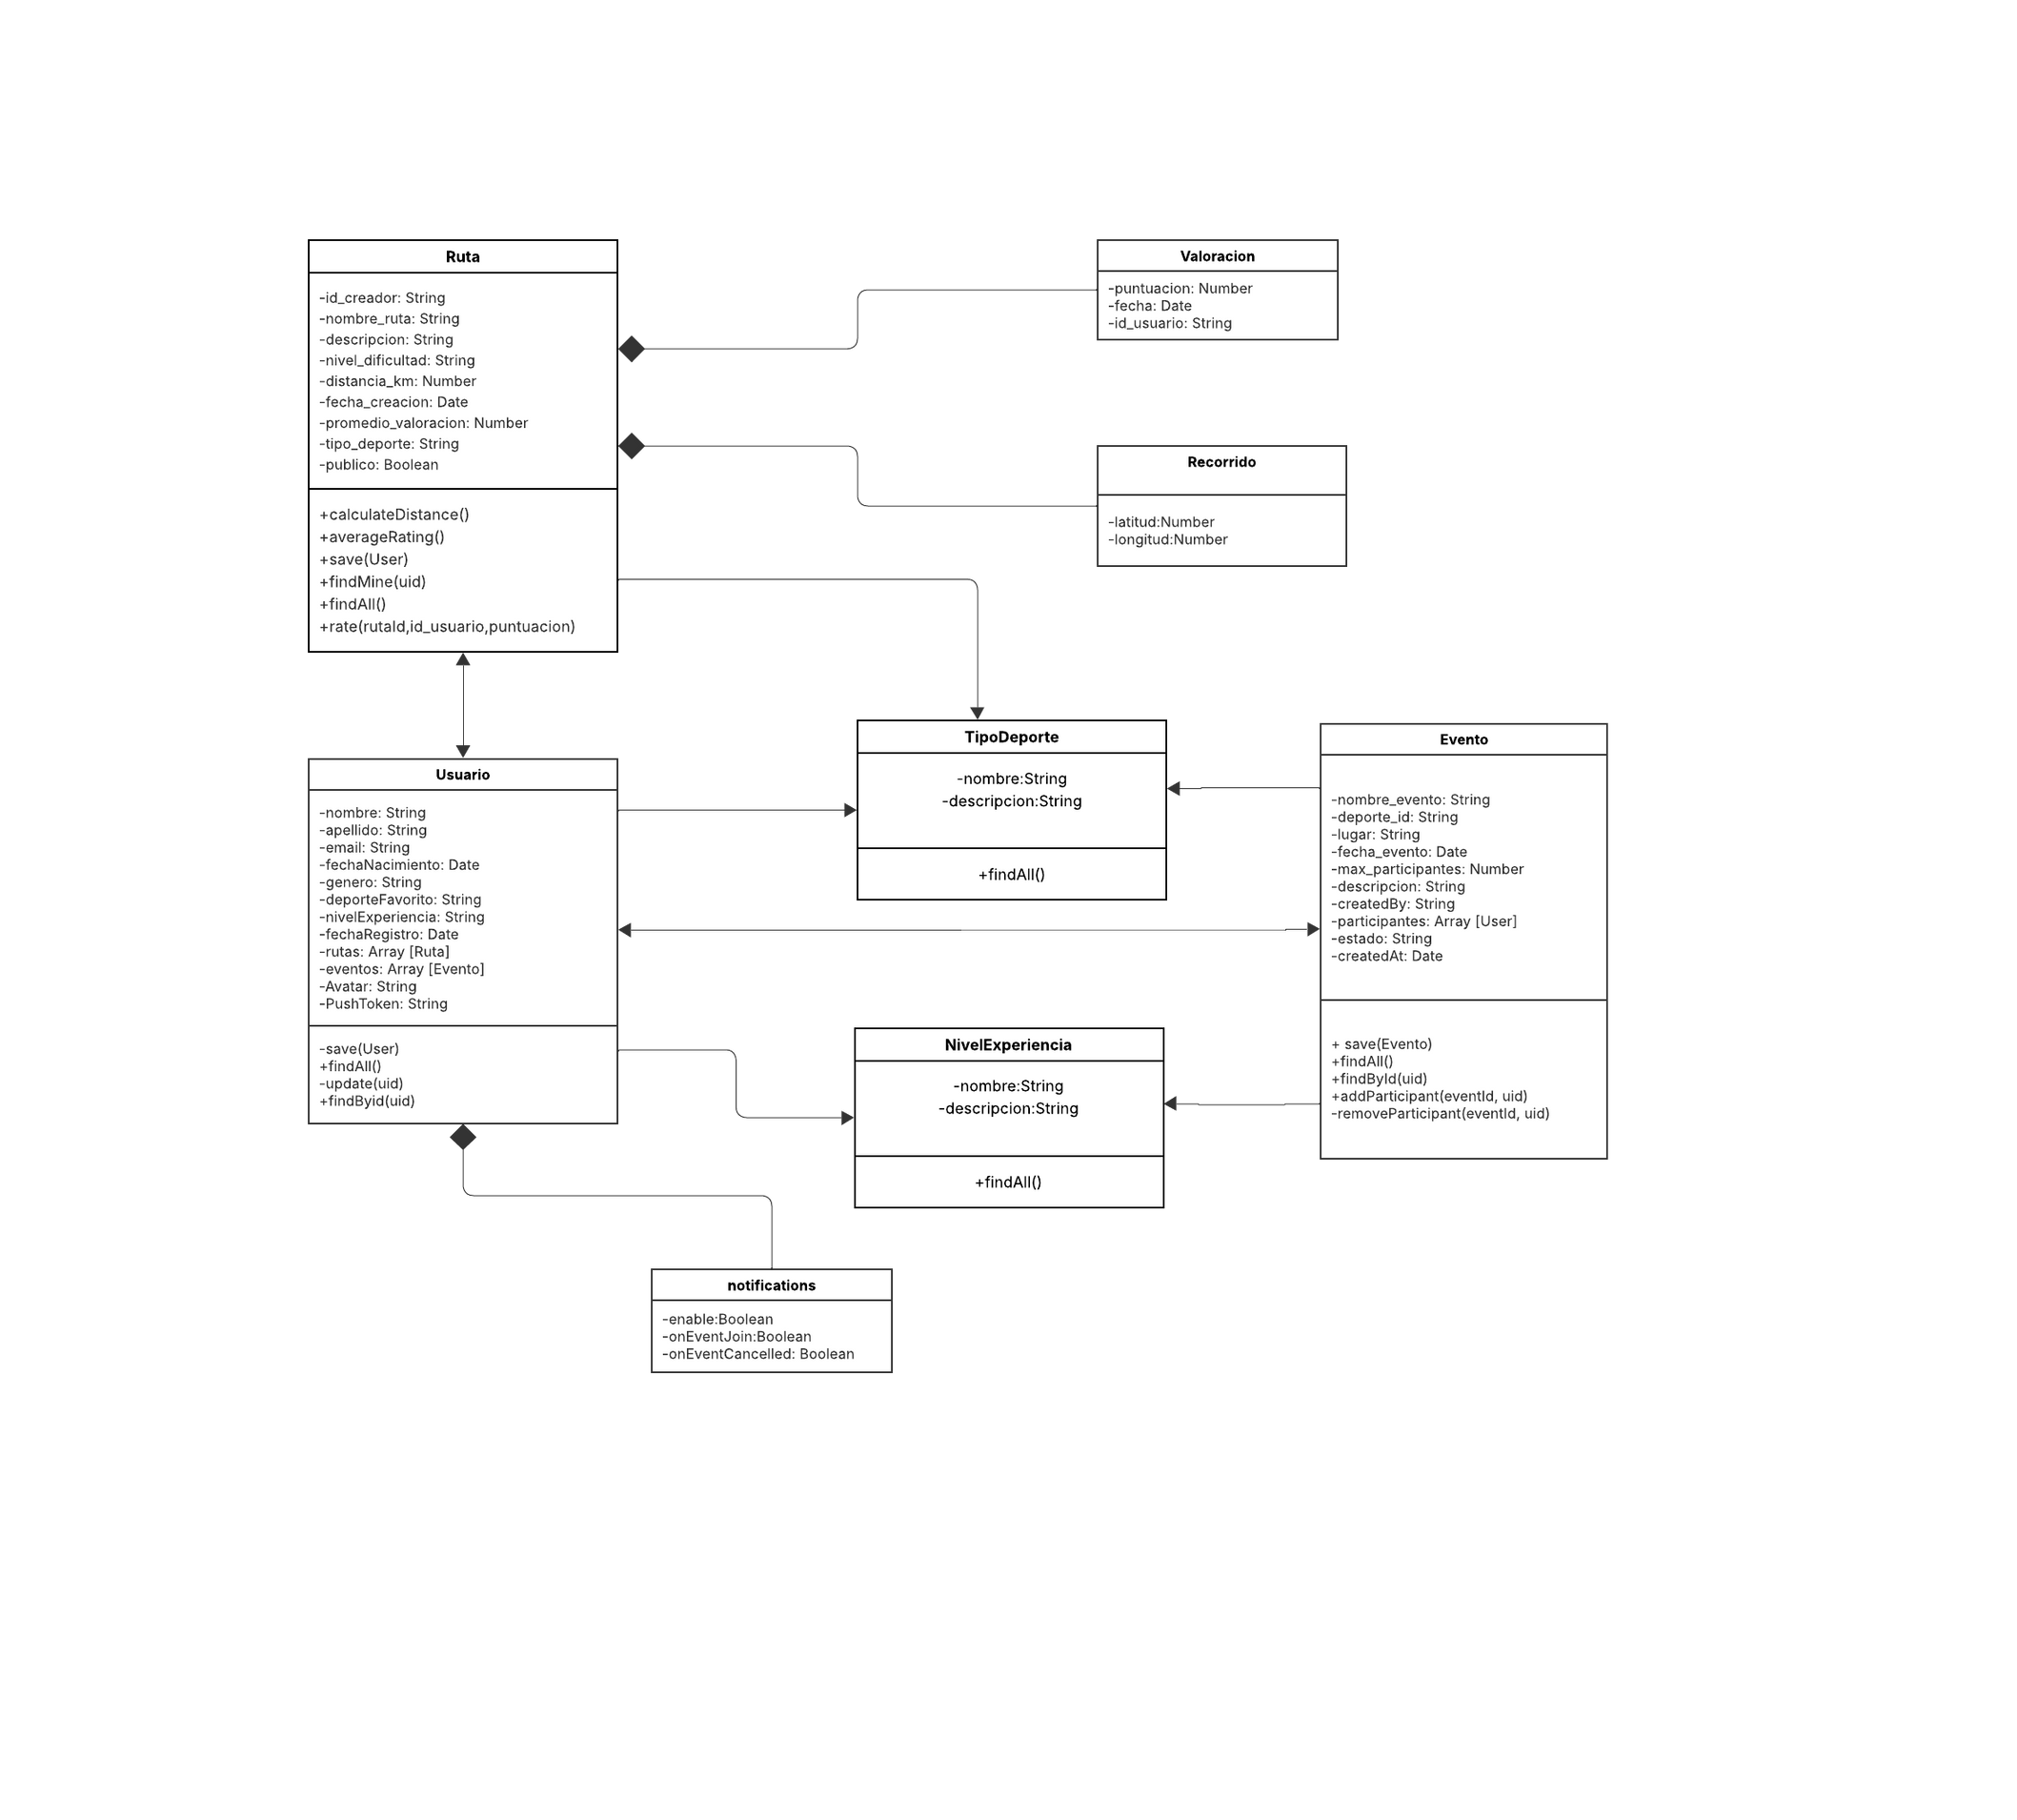 Ruta
-id_creador: String
-nombre_ruta: String
-descripcion: String
-nivel_dificultad: String
-distancia_km: Number
-fecha_creacion: Date
-promedio_valoracion: Number
-tipo_deporte: String
-publico: Boolean
+calculateDistance()
+averageRating()
+save(User)
+findMine(uid)
+findAll()
+rate(rutaId,id_usuario,puntuacion)
Valoracion
-puntuacion: Number
-fecha: Date
-id_usuario: String
Recorrido
-latitud:Number
-longitud:Number
Usuario
-nombre: String
-apellido: String
-email: String
-fechaNacimiento: Date
-genero: String
-deporteFavorito: String
-nivelExperiencia: String
-fechaRegistro: Date
-rutas: Array [Ruta]
-eventos: Array [Evento]
-Avatar: String
-PushToken: String
-save(User)
+findAll()
-update(uid)
+findByid(uid)
TipoDeporte
-nombre:String
-descripcion:String
+findAll()
Evento
-nombre_evento: String
-deporte_id: String
-lugar: String
-fecha_evento: Date
-max_participantes: Number
-descripcion: String
-createdBy: String
-participantes: Array [User]
-estado: String
-createdAt: Date
+ save(Evento)
+findAll()
+findById(uid)
+addParticipant(eventId, uid)
-removeParticipant(eventId, uid)
NivelExperiencia
-nombre:String
-descripcion:String
+findAll()
notifications
-enable:Boolean
-onEventJoin:Boolean
-onEventCancelled: Boolean